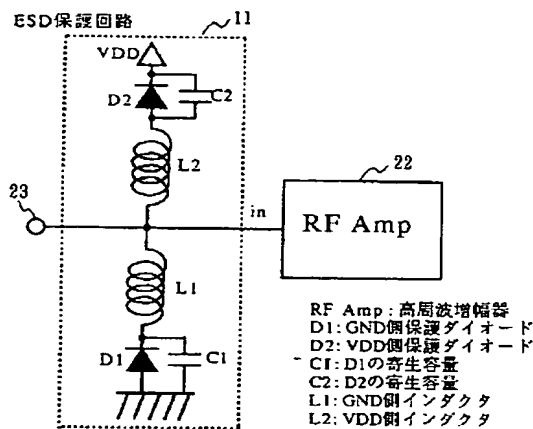 ESD保護回路
11
VDD
D2
C2
L2
23
in
22
RF Amp
L1
D1
C1
RF Amp:高周波増幅器
D1:GND側保護ダイオード
D2:VDD側保護ダイオード
C1:D1の寄生容量
C2:D2の寄生容量
L1:GND側インダクタ
L2:VDD側インダクタ